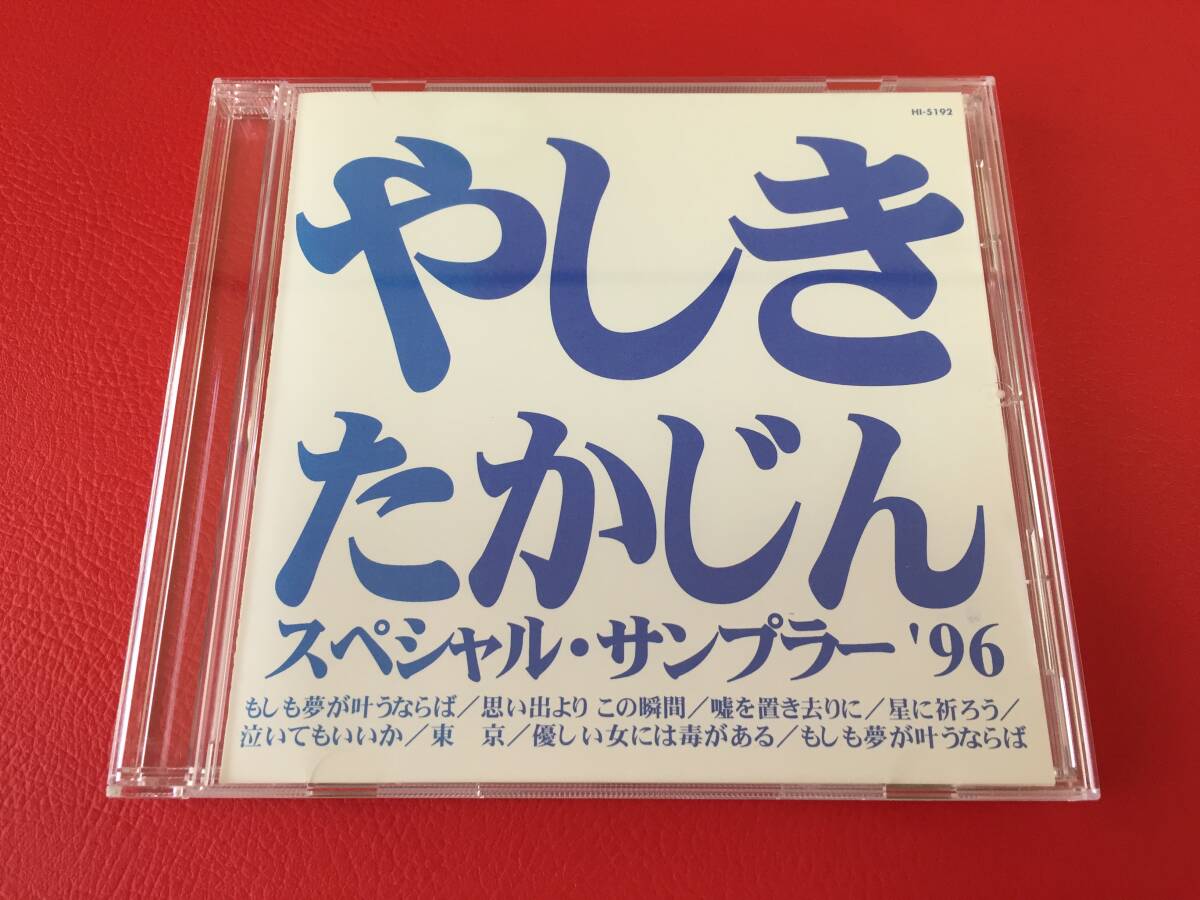 HI-5192
やしき
たかじん
スペシャル・サンプラー '96
もしも夢が叶うならば／思い出より この瞬間／嘘を置き去りに／星に祈ろう／
泣いてもいいか／東　京／優しい女には毒がある／もしも夢が叶うならば